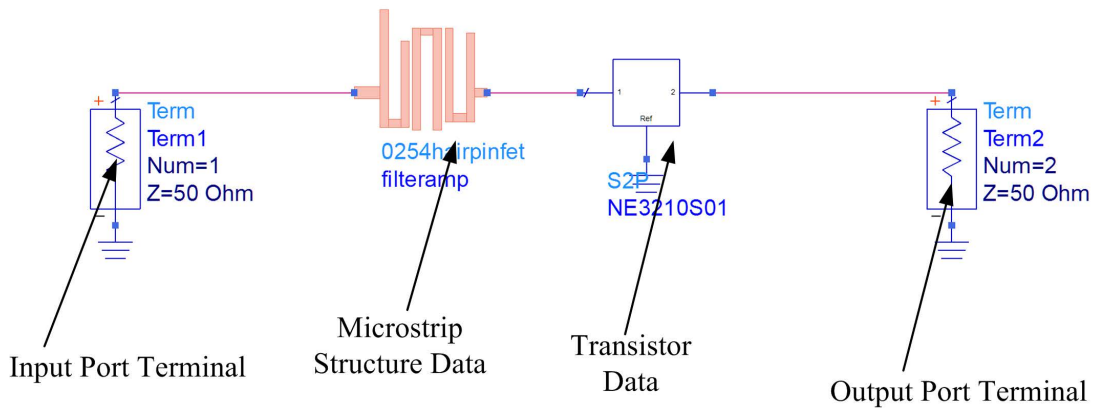 +
Term
Term1
Num=1
Z=50 Ohm
−
0254hairpinfet
filteramp
1
2
Ref
S2P
NE3210S01
+
Term
Term2
Num=2
Z=50 Ohm
−
Input Port Terminal
Microstrip
Structure Data
Transistor
Data
Output Port Terminal